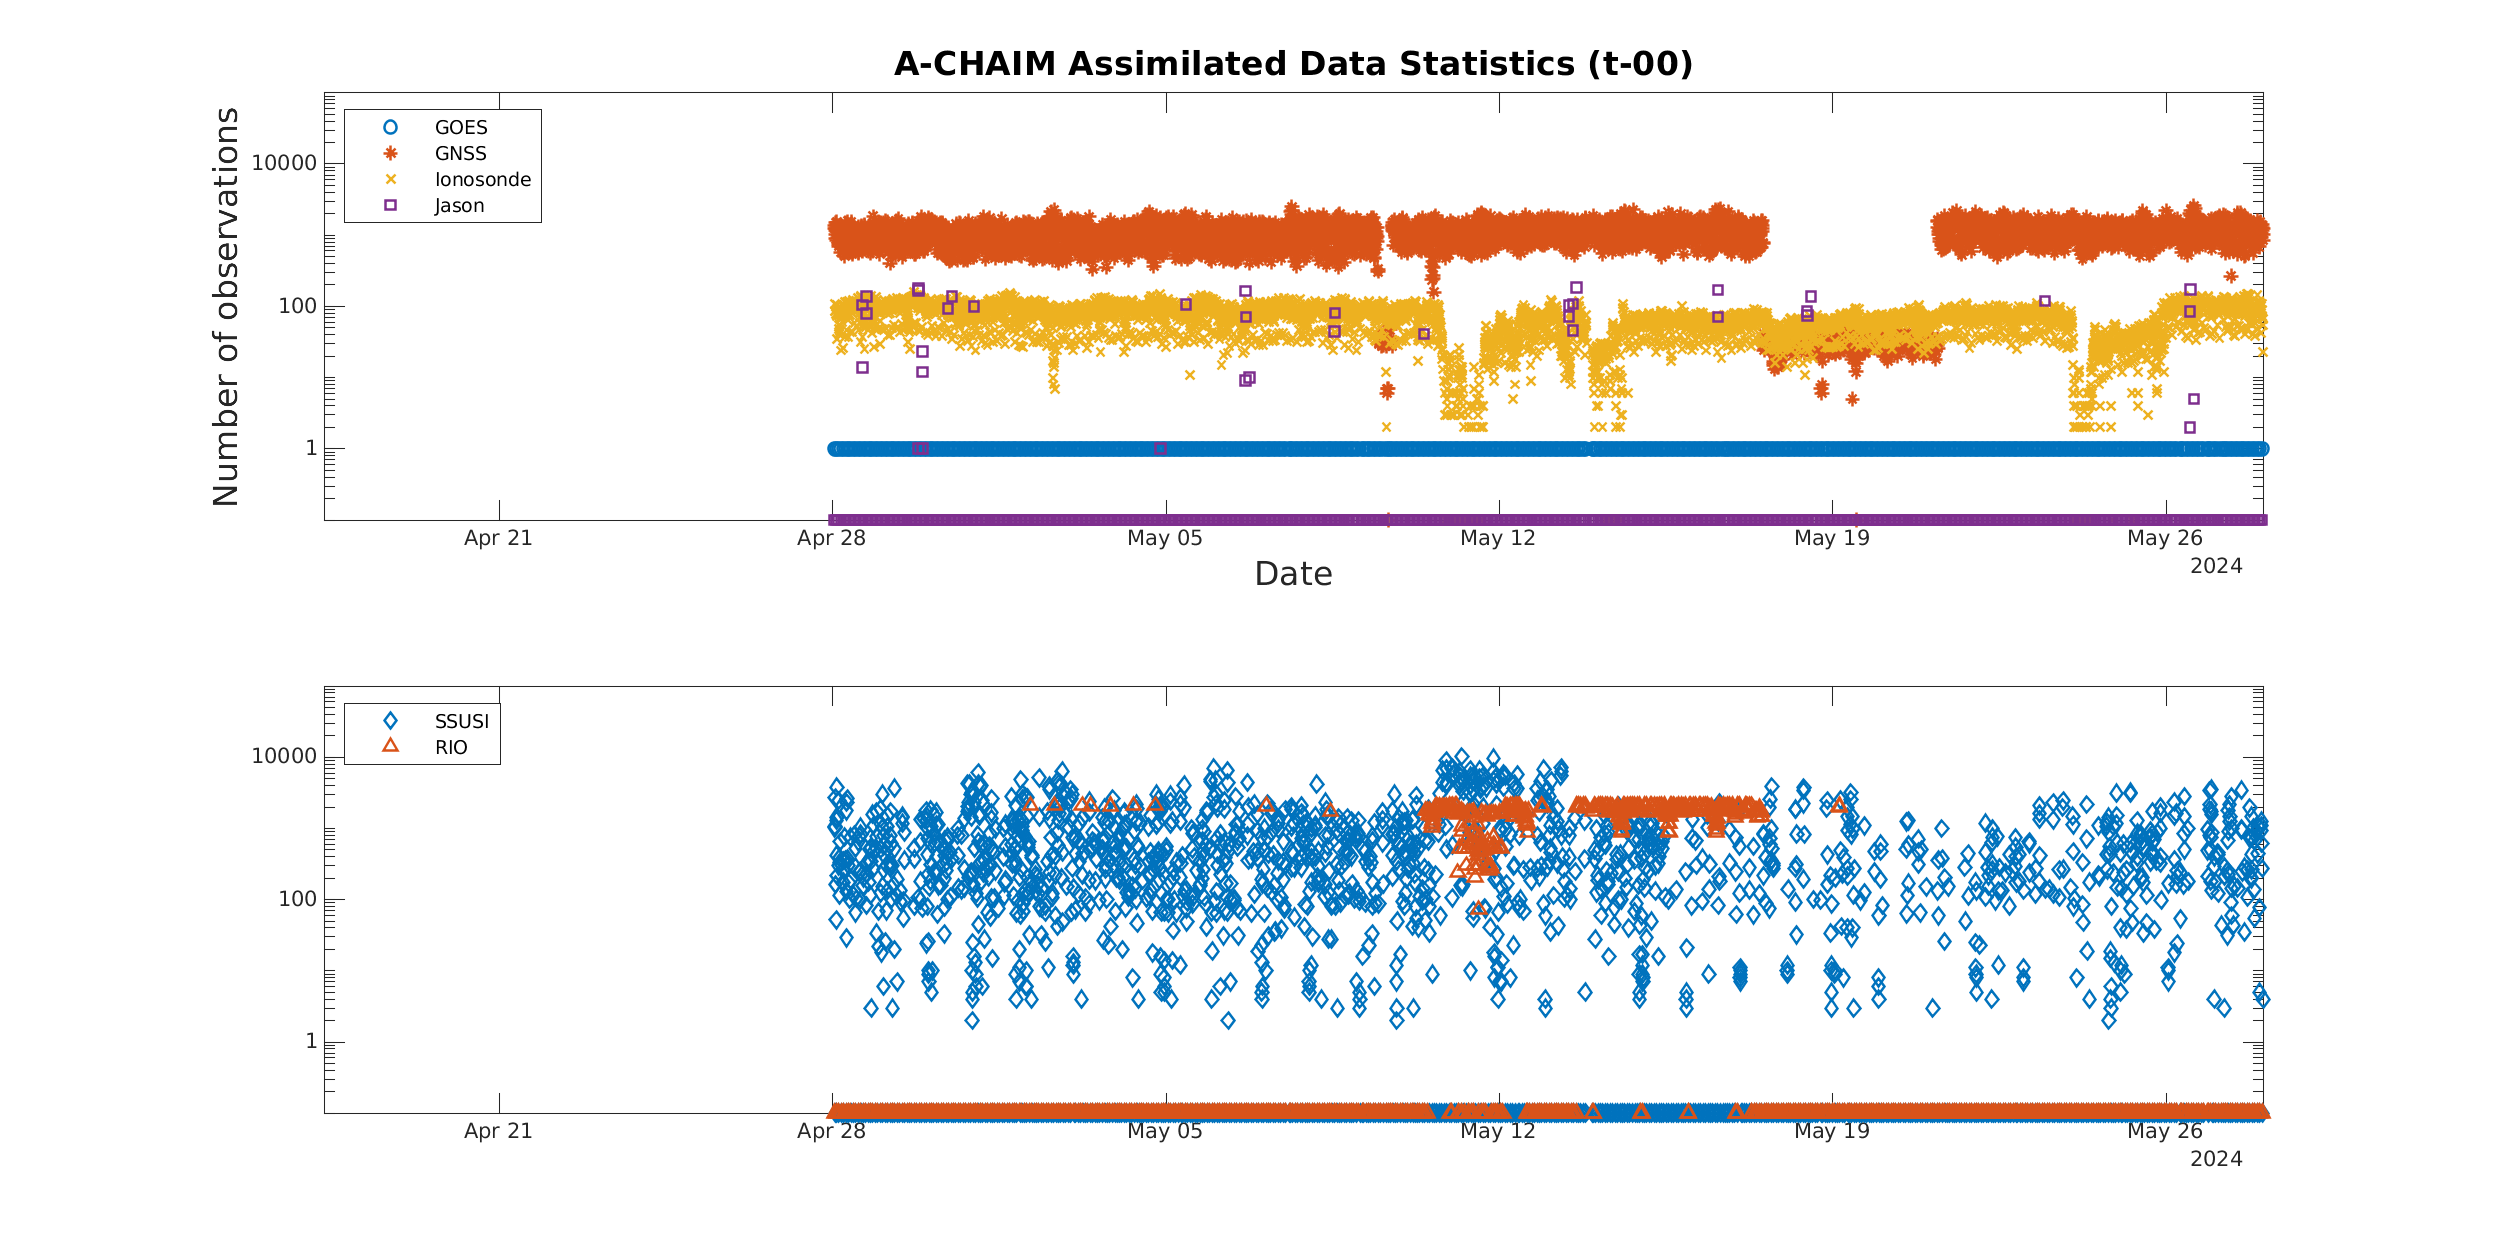 A-CHAIM Assimilated Data Statistics (t-00)
Number of observations
10000
100
1
GOES
GNSS
Ionosonde
Jason
Apr 21
Apr 28
May 05
May 12
May 19
May 26
2024
Date
10000
100
1
SSUSI
RIO
Apr 21
Apr 28
May 05
May 12
May 19
May 26
2024